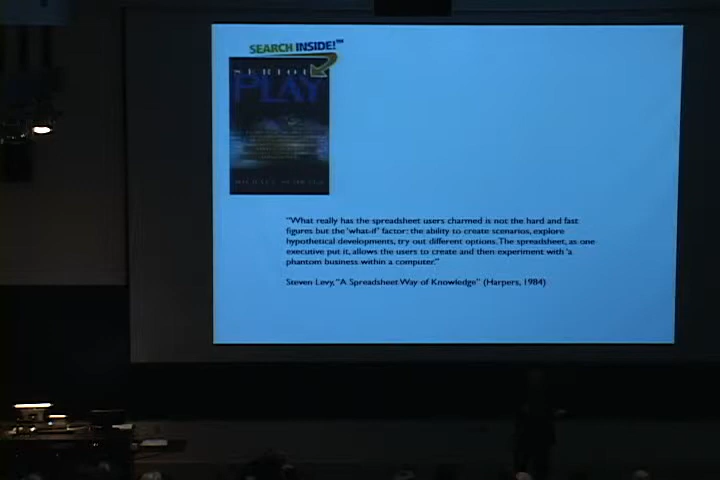 SEARCH INSIDE!™
SERIOUS
PLAY
"What really has the spreadsheet users charmed is not the hard and fast
figures but the 'what-if' factor: the ability to create scenarios, explore
hypothetical developments, try out different options. The spreadsheet, as one
executive put it, allows the users to create and then experiment with 'a
phantom business within a computer.'"
Steven Levy, "A Spreadsheet Way of Knowledge" (Harpers, 1984)